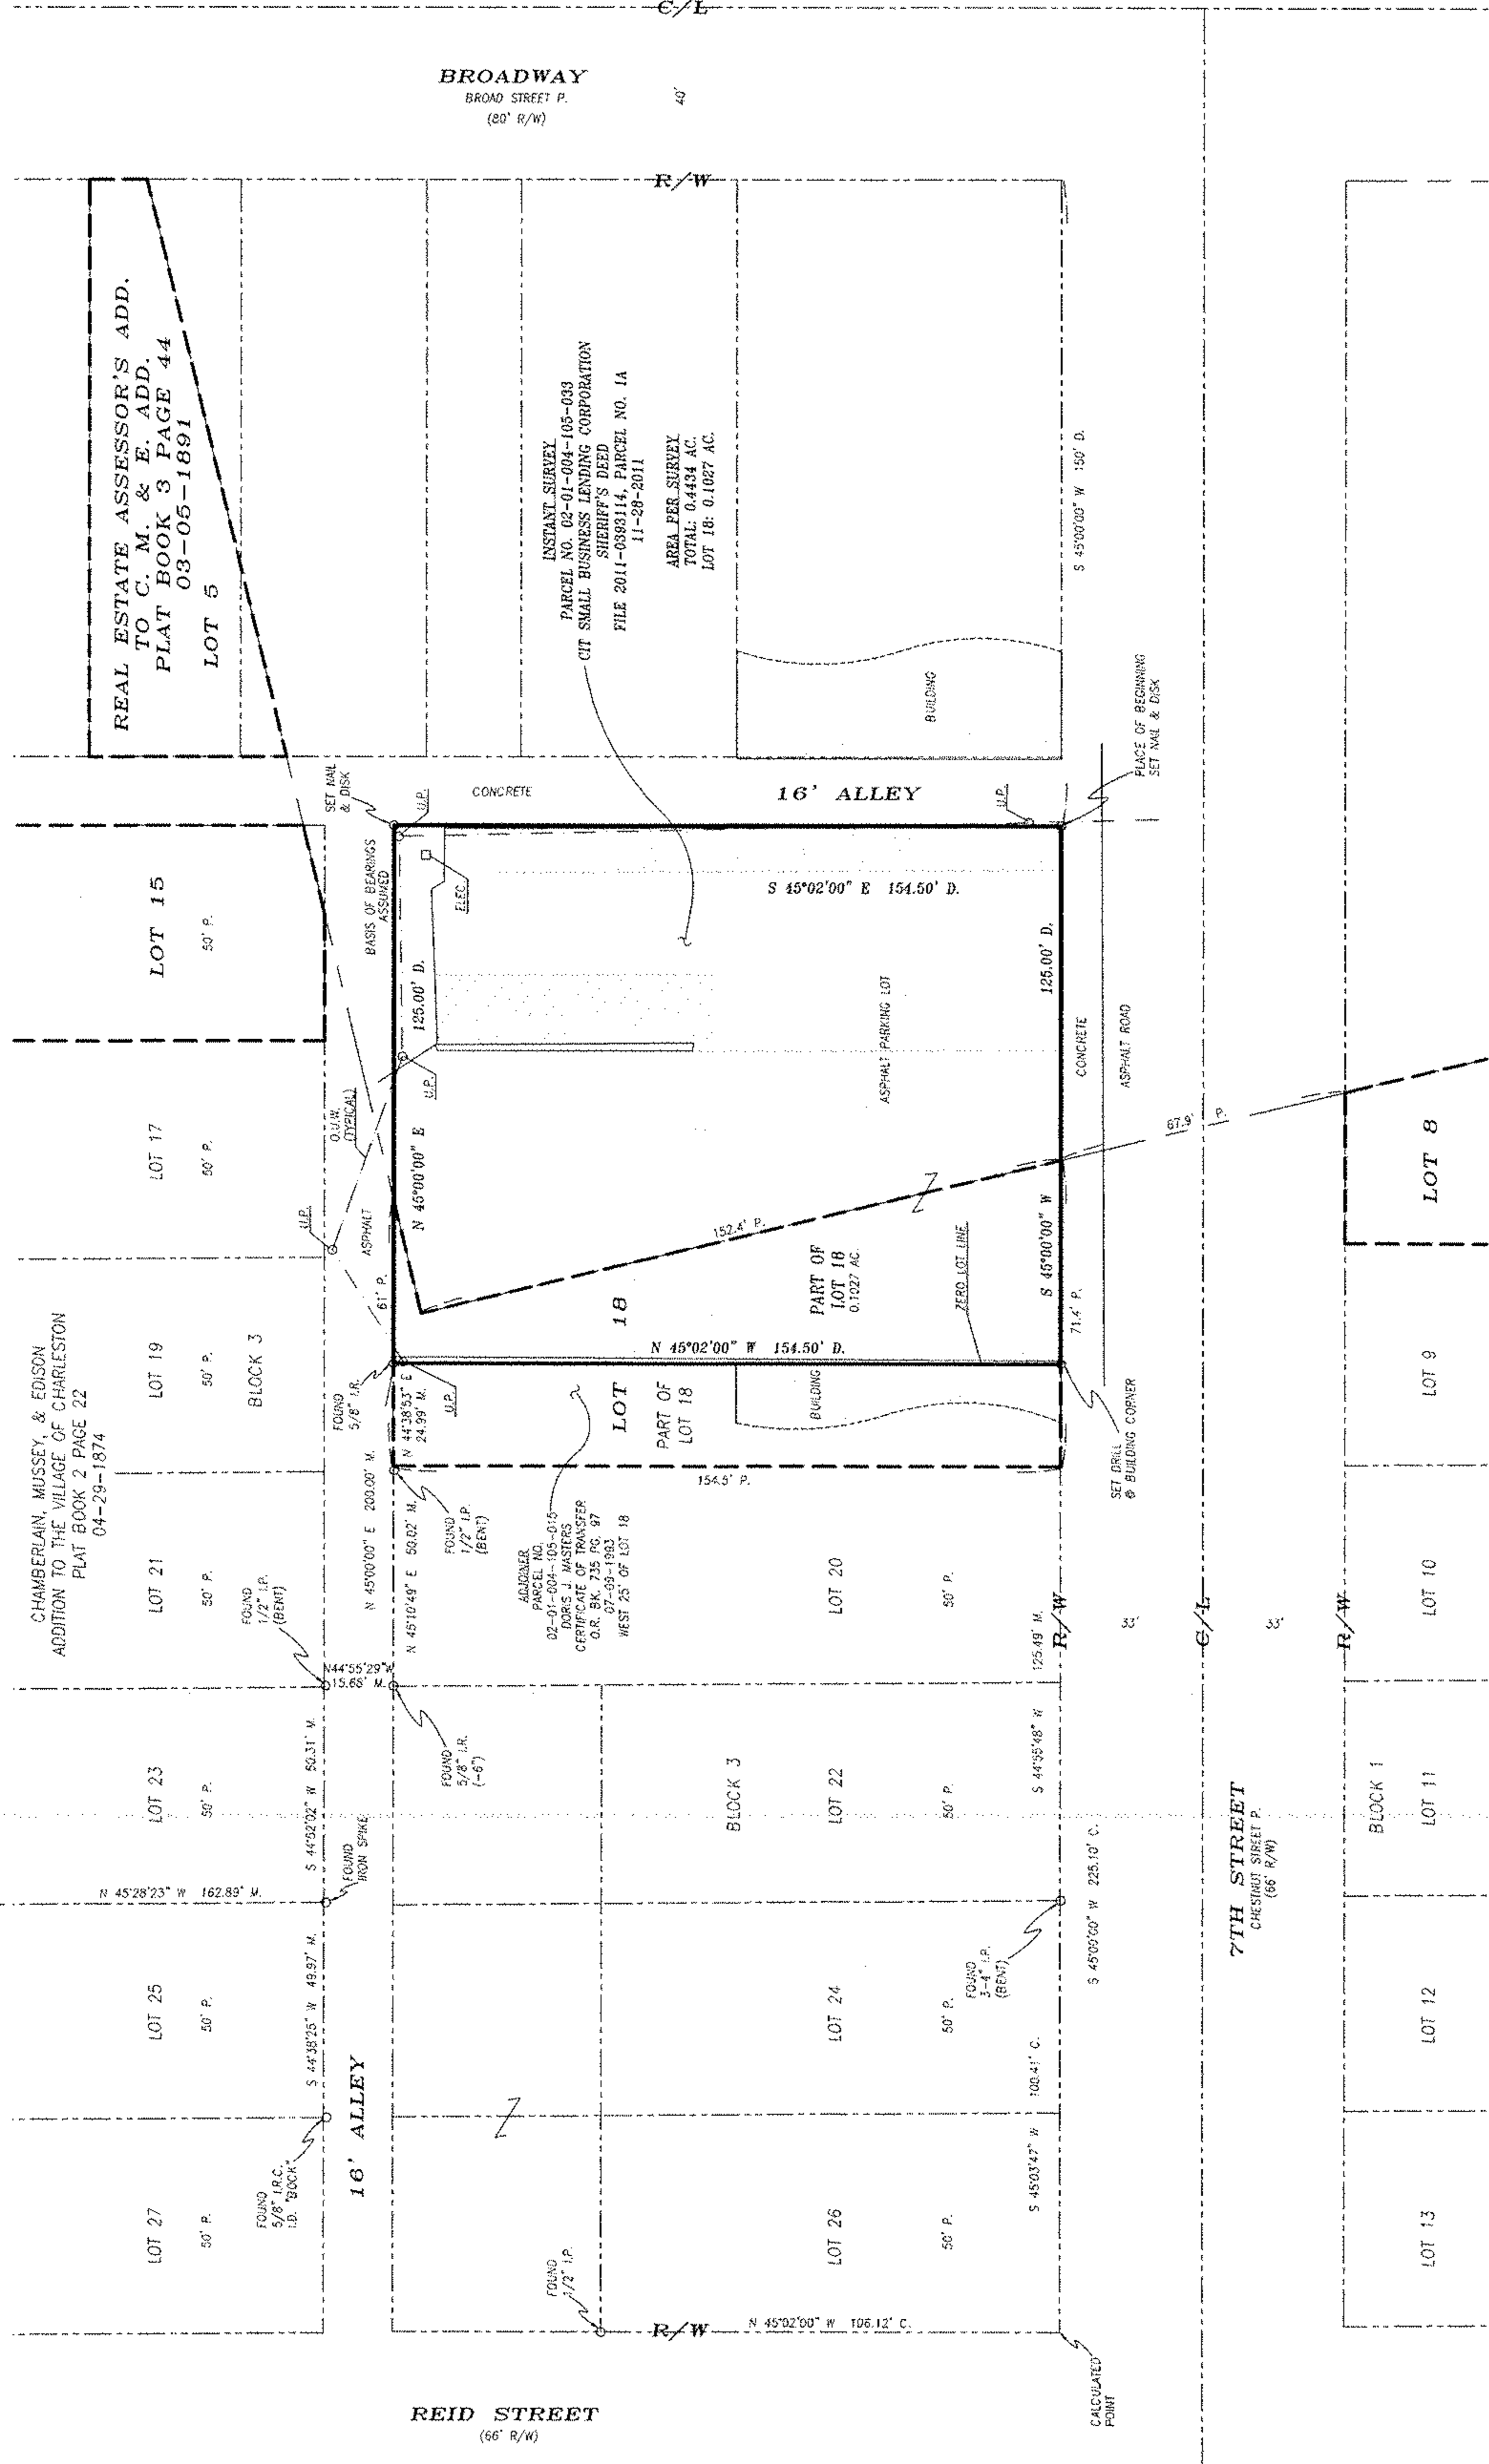 C/L
BROADWAY
BROAD STREET P.
(80' R/W)
40'
R/W
REAL ESTATE ASSESSOR'S ADD.
TO C. M. & E. ADD.
PLAT BOOK 3 PAGE 44
03-05-1891
LOT 5
INSTANT SURVEY
PARCEL NO. 02-01-004-105-033
CIT SMALL BUSINESS LENDING CORPORATION
SHERIFF'S DEED
FILE 2011-0393114, PARCEL NO. 1A
11-28-2011
AREA PER SURVEY
TOTAL: 0.4434 AC.
LOT 18: 0.1027 AC.
S 45°00'00" W 150' D.
BUILDING
PLACE OF BEGINNING
SET NAIL & DISK
SET NAIL
& DISK
U.P.
CONCRETE
16' ALLEY
U.P.
LOT 15
50' P.
BASIS OF BEARINGS
ASSUMED
ELEC.
S 45°02'00" E 154.50' D.
125.00' D.
125.00' D.
ASPHALT PARKING LOT
CONCRETE
ASPHALT ROAD
LOT 17
50' P.
O.U.W.
(TYPICAL)
U.P.
N 45°00'00" E
U.P.
ASPHALT
61' P.
152.4' P.
67.9' P.
LOT 8
PART OF
LOT 18
0.1027 AC.
ZERO LOT LINE
S 45°00'00" W
71.4' P.
CHAMBERLAIN, MUSSEY, & EDISON
ADDITION TO THE VILLAGE OF CHARLESTON
PLAT BOOK 2 PAGE 22
04-29-1874
LOT 19
50' P.
BLOCK 3
FOUND
5/8" I.R.
N 44°38'53" E
24.99' M.
U.P.
LOT 18
N 45°02'00" W 154.50' D.
PART OF
LOT 18
BUILDING
154.5' P.
SET DRILL
@ BUILDING CORNER
LOT 9
LOT 21
50' P.
FOUND
1/2" I.P.
(BENT)
N 45°00'00" E 200.00' M.
N 45°10'49" E 50.02' M.
FOUND
1/2" I.P.
(BENT)
ADJOINER
PARCEL NO.
02-01-004-105-015
DORIS J. MASTERS
CERTIFICATE OF TRANSFER
O.R. BK. 735 PG. 97
07-09-1993
WEST 25' OF LOT 18
LOT 20
50' P.
R/W
33'
C/L
33'
R/W
LOT 10
N44°55'29"W
15.68' M.
S 44°55'48" W 125.49' M.
LOT 23
50' P.
S 44°52'02" W 50.31' M.
FOUND
5/8" I.R.
(-6")
BLOCK 3
LOT 22
50' P.
BLOCK 1
LOT 11
N 45°28'23" W 162.89' M.
FOUND
IRON SPIKE
S 45°00'00" W 225.10' C.
7TH STREET
CHESTNUT STREET P.
(66' R/W)
LOT 25
50' P.
S 44°38'25" W 49.97' M.
16' ALLEY
LOT 24
50' P.
FOUND
3-4" I.P.
(BENT)
LOT 12
S 45°03'47" W 100.41' C.
LOT 27
50' P.
FOUND
5/8" I.R.C.
I.D. "BOCK"
FOUND
1/2" I.P.
LOT 26
50' P.
LOT 13
R/W
N 45°02'00" W 106.12' C.
CALCULATED
POINT
REID STREET
(66' R/W)